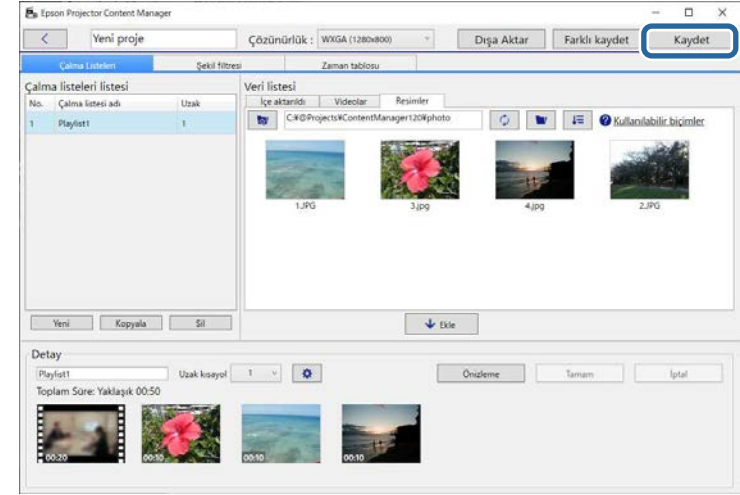 Epson Projector Content Manager
Yeni proje Çözünürlük : WXGA (1280x800) Dışa Aktar Farklı kaydet Kaydet
Çalma Listeleri Şekil filtresi Zaman tablosu
Çalma listeleri listesi
No. Çalma listesi adı Uzak
1 Playlist1 1
Yeni Kopyala Sil
Veri listesi
İçe aktarıldı Videolar Resimler
C:¥@Projects¥ContentManager120¥photo Kullanılabilir biçimler
1.JPG 3.jpg 4.jpg 2.JPG
Ekle
Detay
Playlist1 Uzak kısayol 1 Önizleme Tamam İptal
Toplam Süre: Yaklaşık 00:50
00:20 00:10 00:10 00:10